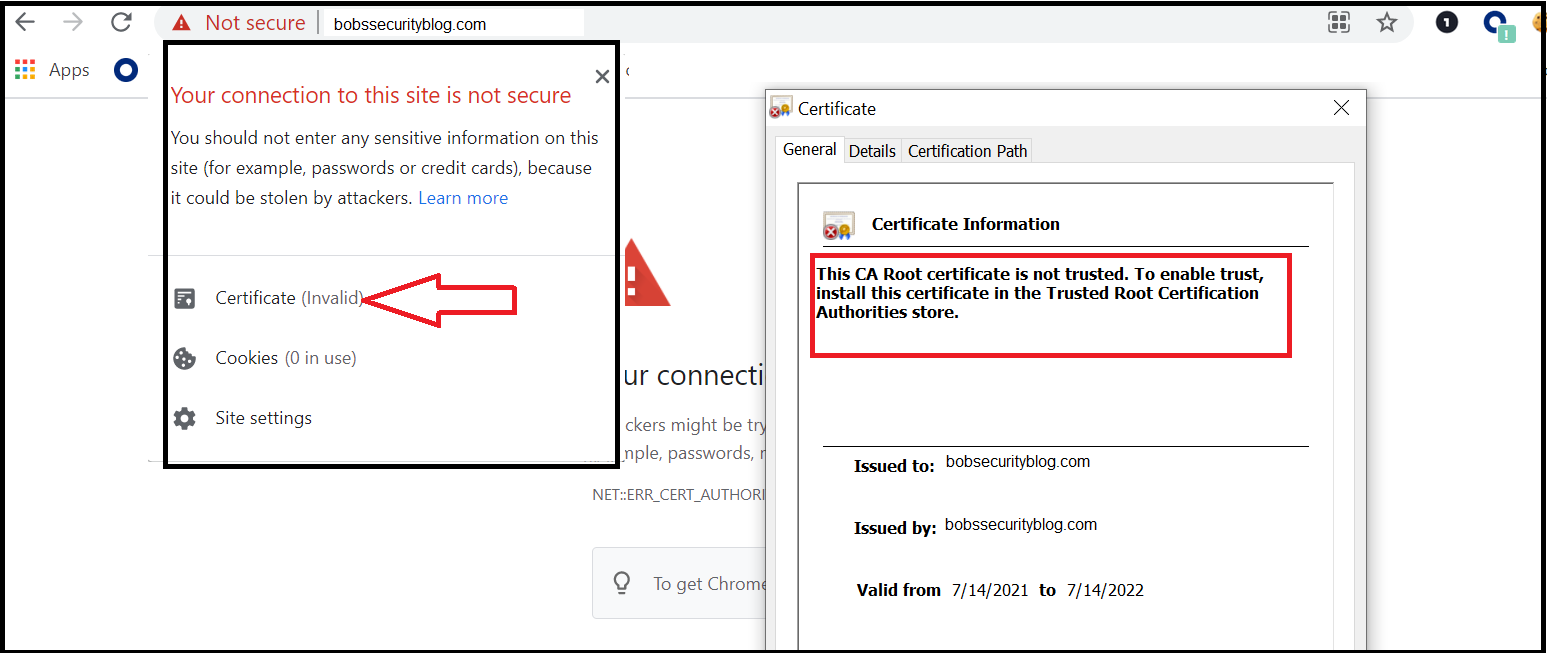 Not secure
bobssecurityblog.com
1
!
Apps
Your connection to this site is not secure
You should not enter any sensitive information on this
site (for example, passwords or credit cards), because
it could be stolen by attackers. Learn more
Certificate (Invalid)
Cookies (0 in use)
Site settings
ur connecti
ckers might be try
mple, passwords,
NET::ERR_CERT_AUTHORI
To get Chrome
Certificate
General Details Certification Path
Certificate Information
This CA Root certificate is not trusted. To enable trust,
install this certificate in the Trusted Root Certification
Authorities store.
Issued to: bobsecurityblog.com
Issued by: bobssecurityblog.com
Valid from 7/14/2021 to 7/14/2022